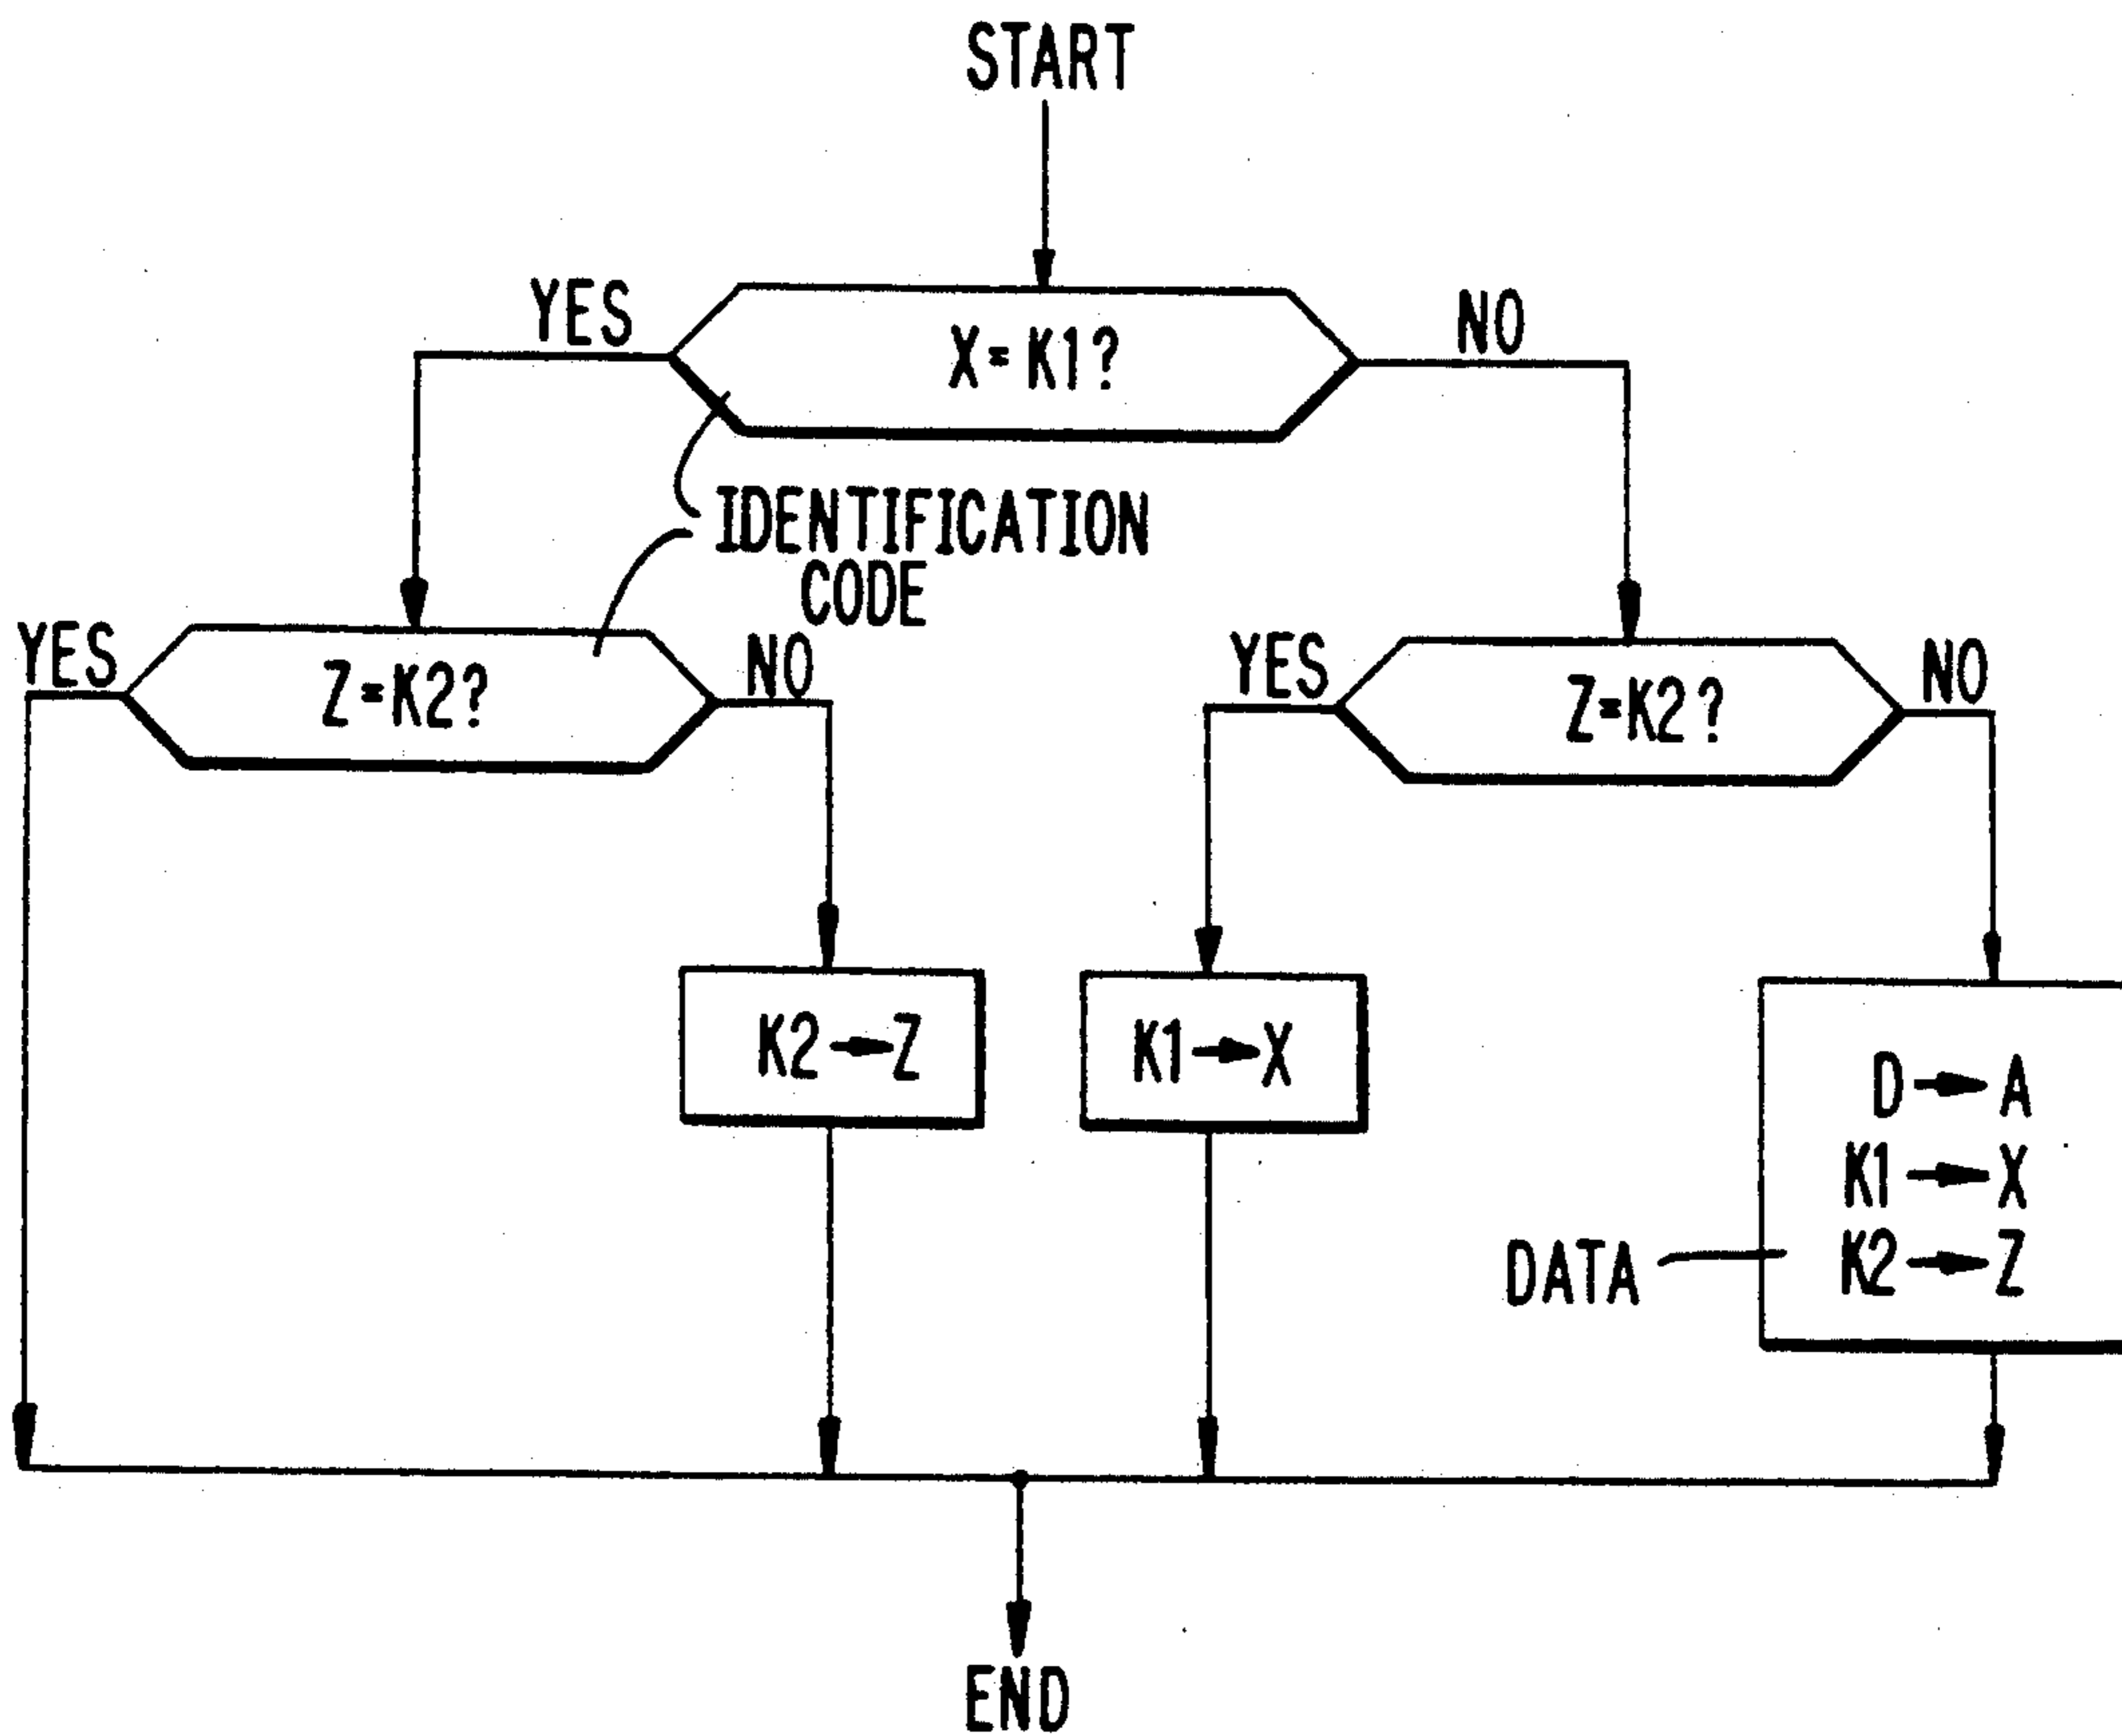 START
YES
X=K1?
NO
IDENTIFICATION
CODE
YES
Z=K2?
NO
YES
Z=K2?
NO
K2→Z
K1→X
D→A
K1→X
K2→Z
DATA
END